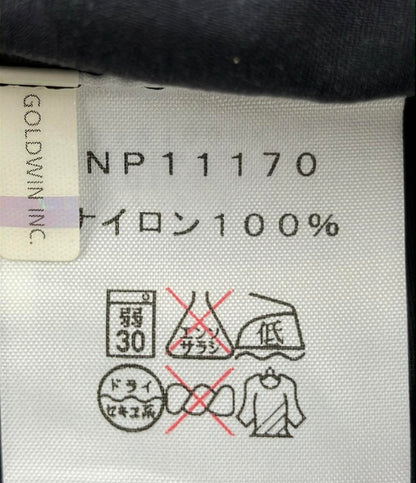 GOLDWIN INC.
NP11170
ナイロン100%
弱
30
エンソ
サラシ
低
ドライ
セキユ系